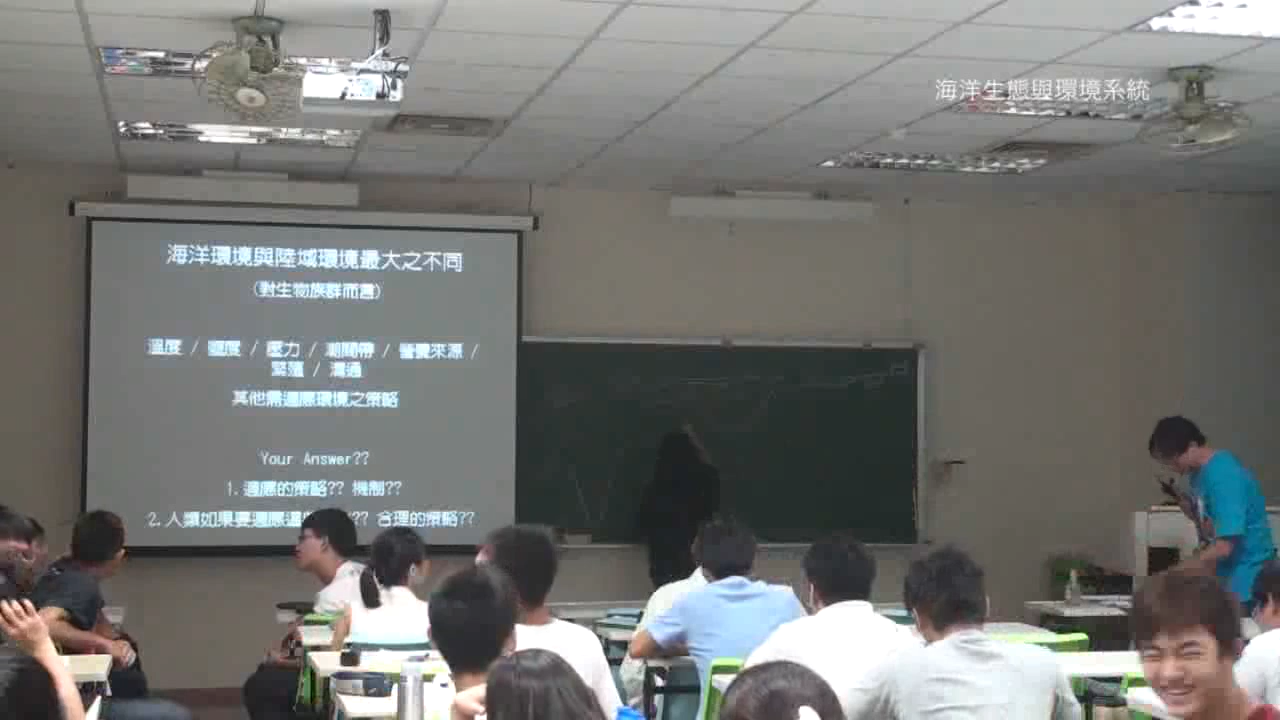 海洋生態與環境系統
海洋環境與陸域環境最大之不同
(對生物族群而言)
溫度 / 鹽度 / 壓力 / 潮間帶 / 營養來源 /
繁殖 / 溝通
其他需適應環境之策略
Your Answer??
1.適應的策略?? 機制??
2.人類如果要適應這 ?? 合理的策略??